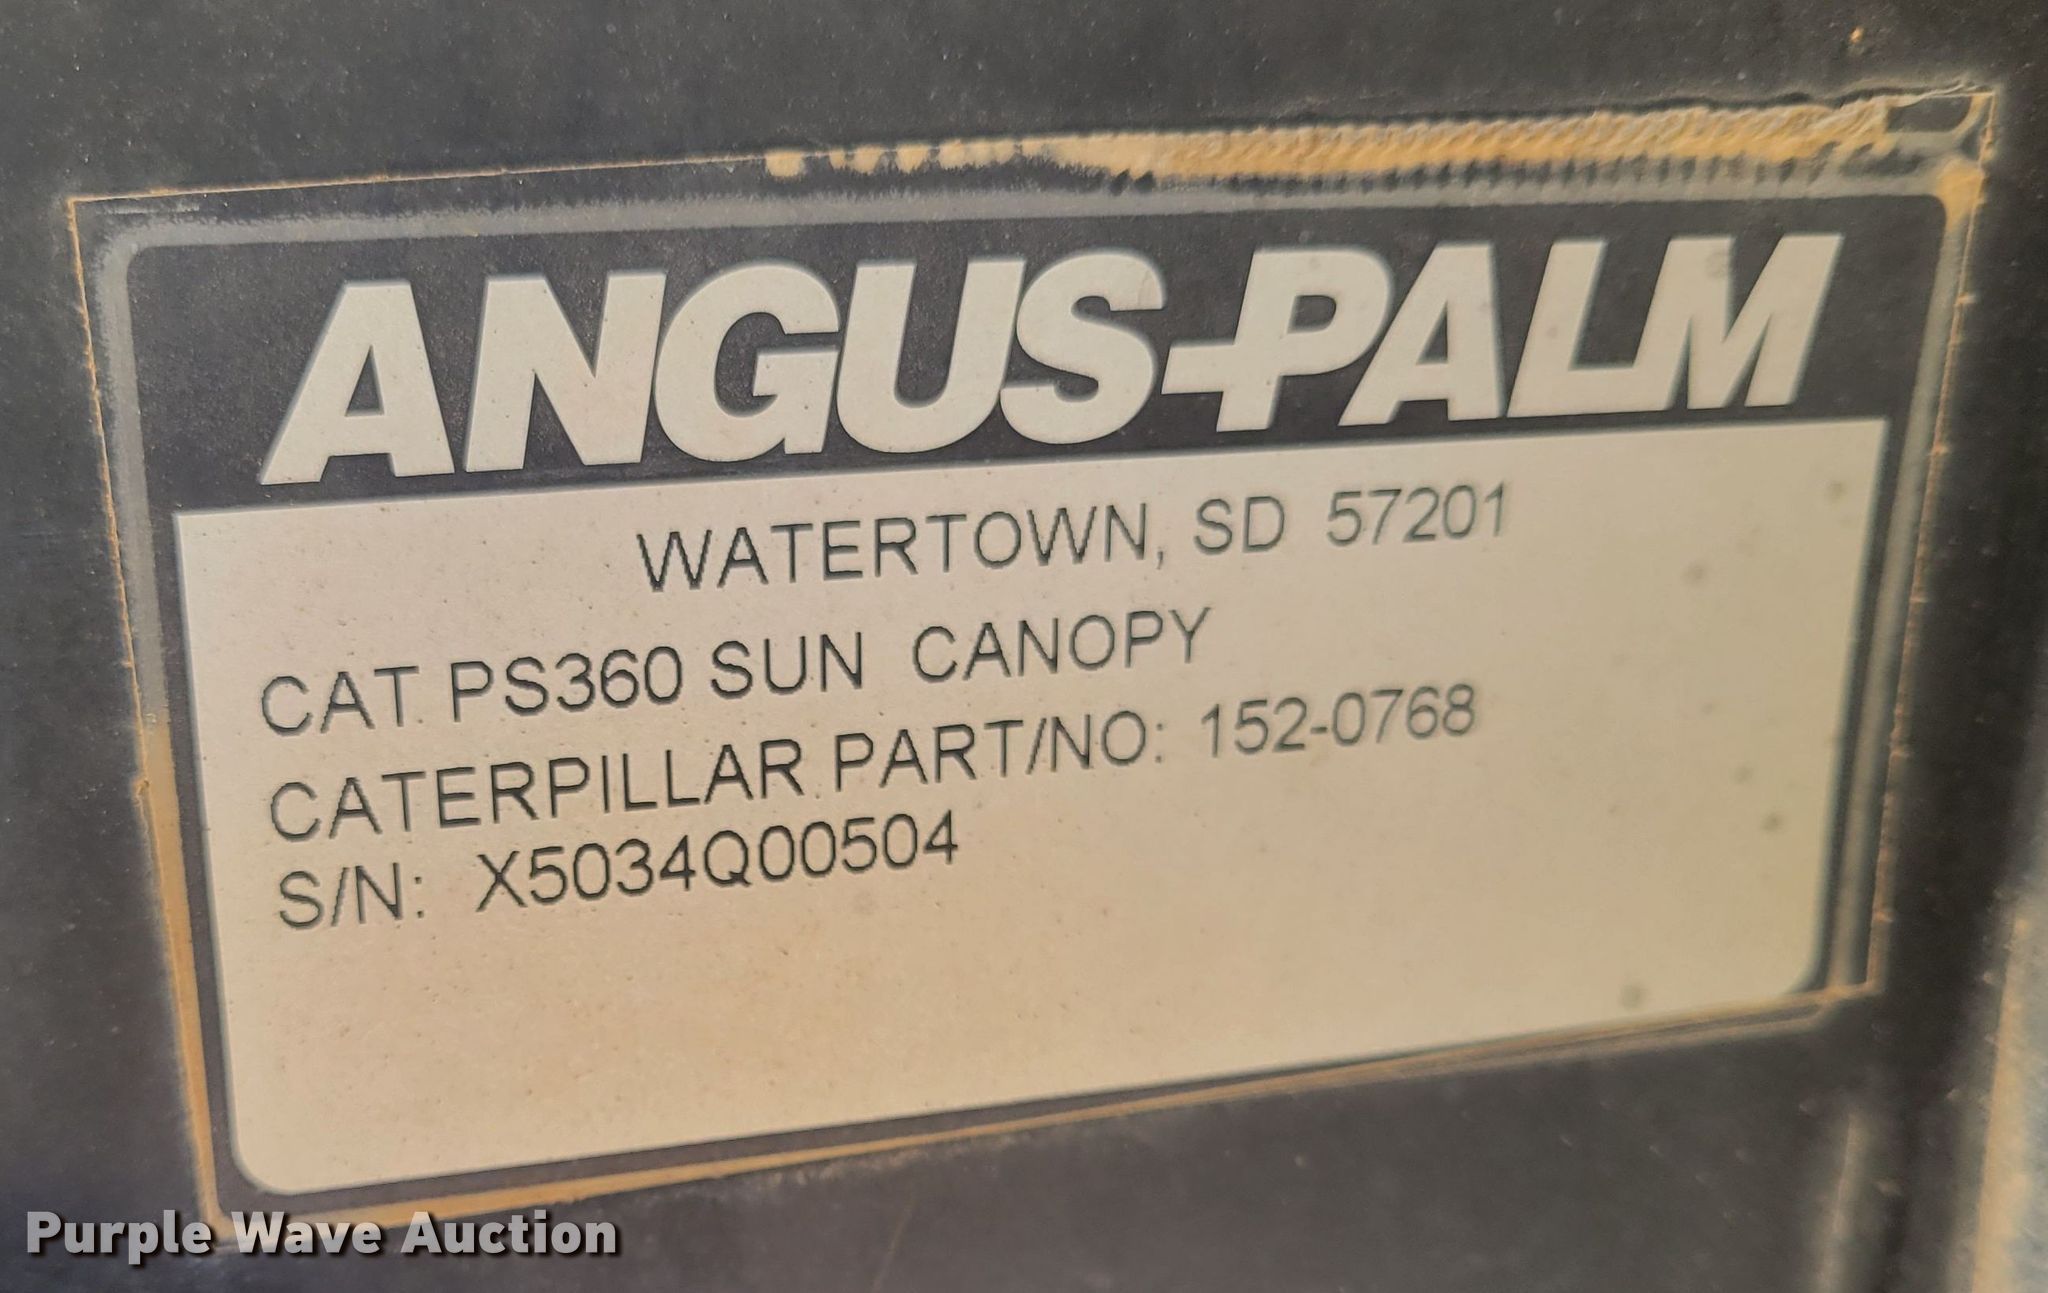 ANGUS-PALM
WATERTOWN, SD 57201
CAT PS360 SUN CANOPY
CATERPILLAR PART/NO: 152-0768
S/N: X5034Q00504
Purple Wave Auction